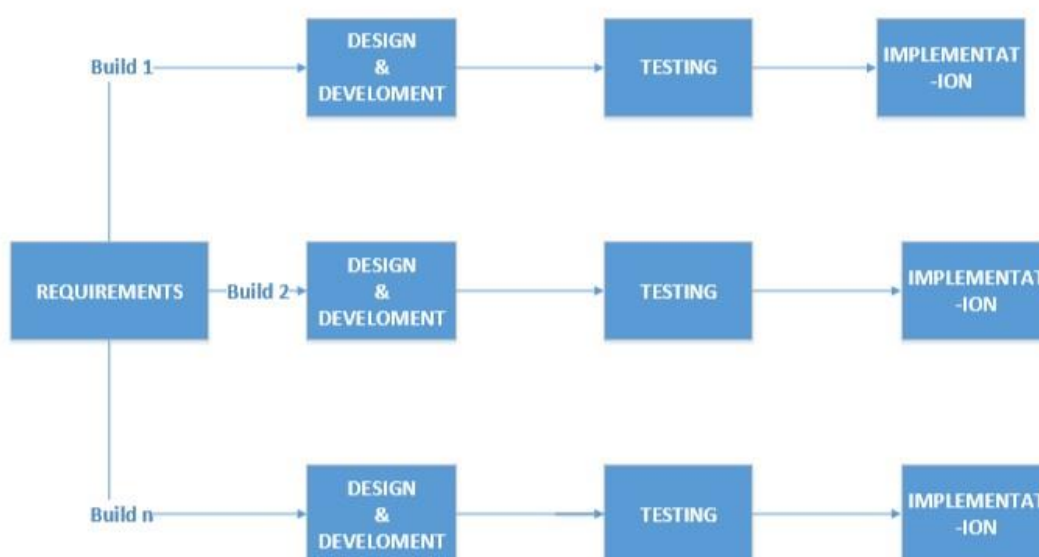 Build 1
DESIGN
&
DEVELOMENT
TESTING
IMPLEMENTAT
-ION
REQUIREMENTS
Build 2
DESIGN
&
DEVELOMENT
TESTING
IMPLEMENTAT
-ION
Build n
DESIGN
&
DEVELOMENT
TESTING
IMPLEMENTAT
-ION